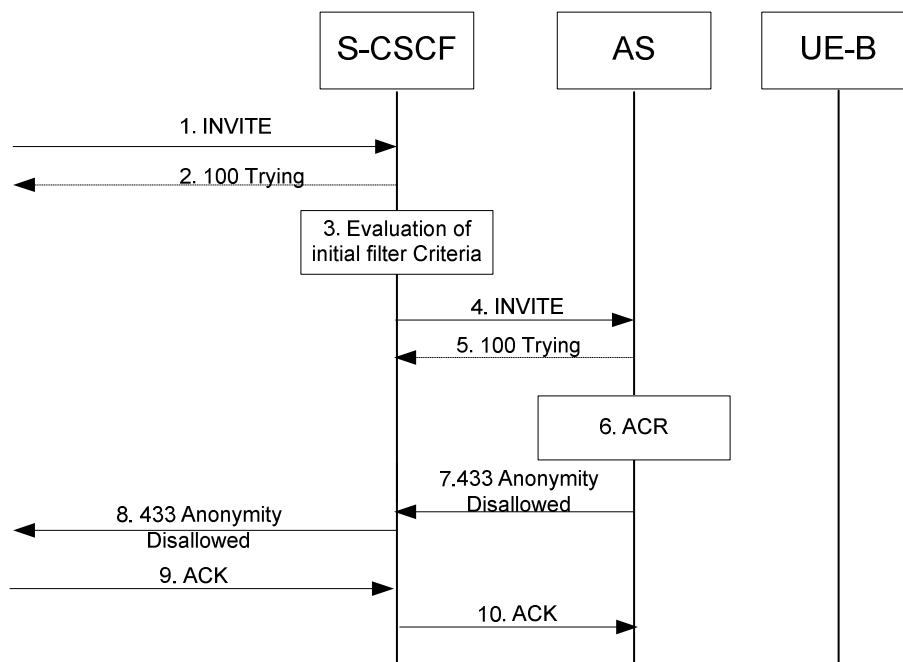 S-CSCF
AS
UE-B
1. INVITE
2. 100 Trying
3. Evaluation of
initial filter Criteria
4. INVITE
5. 100 Trying
6. ACR
7.433 Anonymity
Disallowed
8. 433 Anonymity
Disallowed
9. ACK
10. ACK